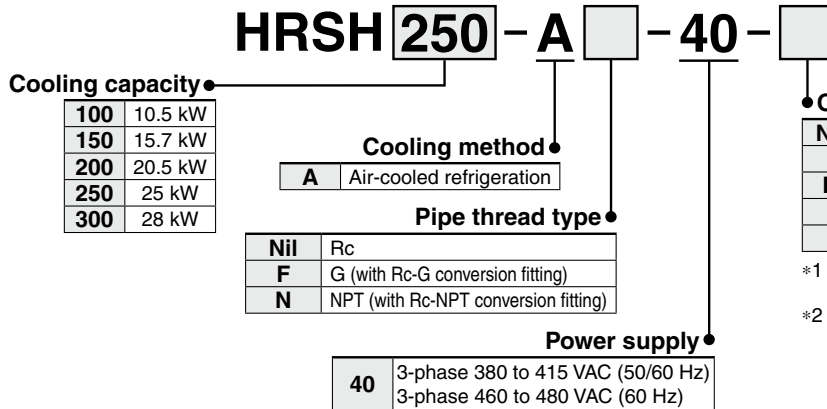 HRSH 250 - A - 40 -
Cooling capacity
100 10.5 kW
150 15.7 kW
200 20.5 kW
250 25 kW
300 28 kW
Cooling method
A Air-cooled refrigeration
Pipe thread type
Nil Rc
F G (with Rc-G conversion fitting)
N NPT (with Rc-NPT conversion fitting)
Power supply
40 3-phase 380 to 415 VAC (50/60 Hz)
3-phase 460 to 480 VAC (60 Hz)
*1
*2